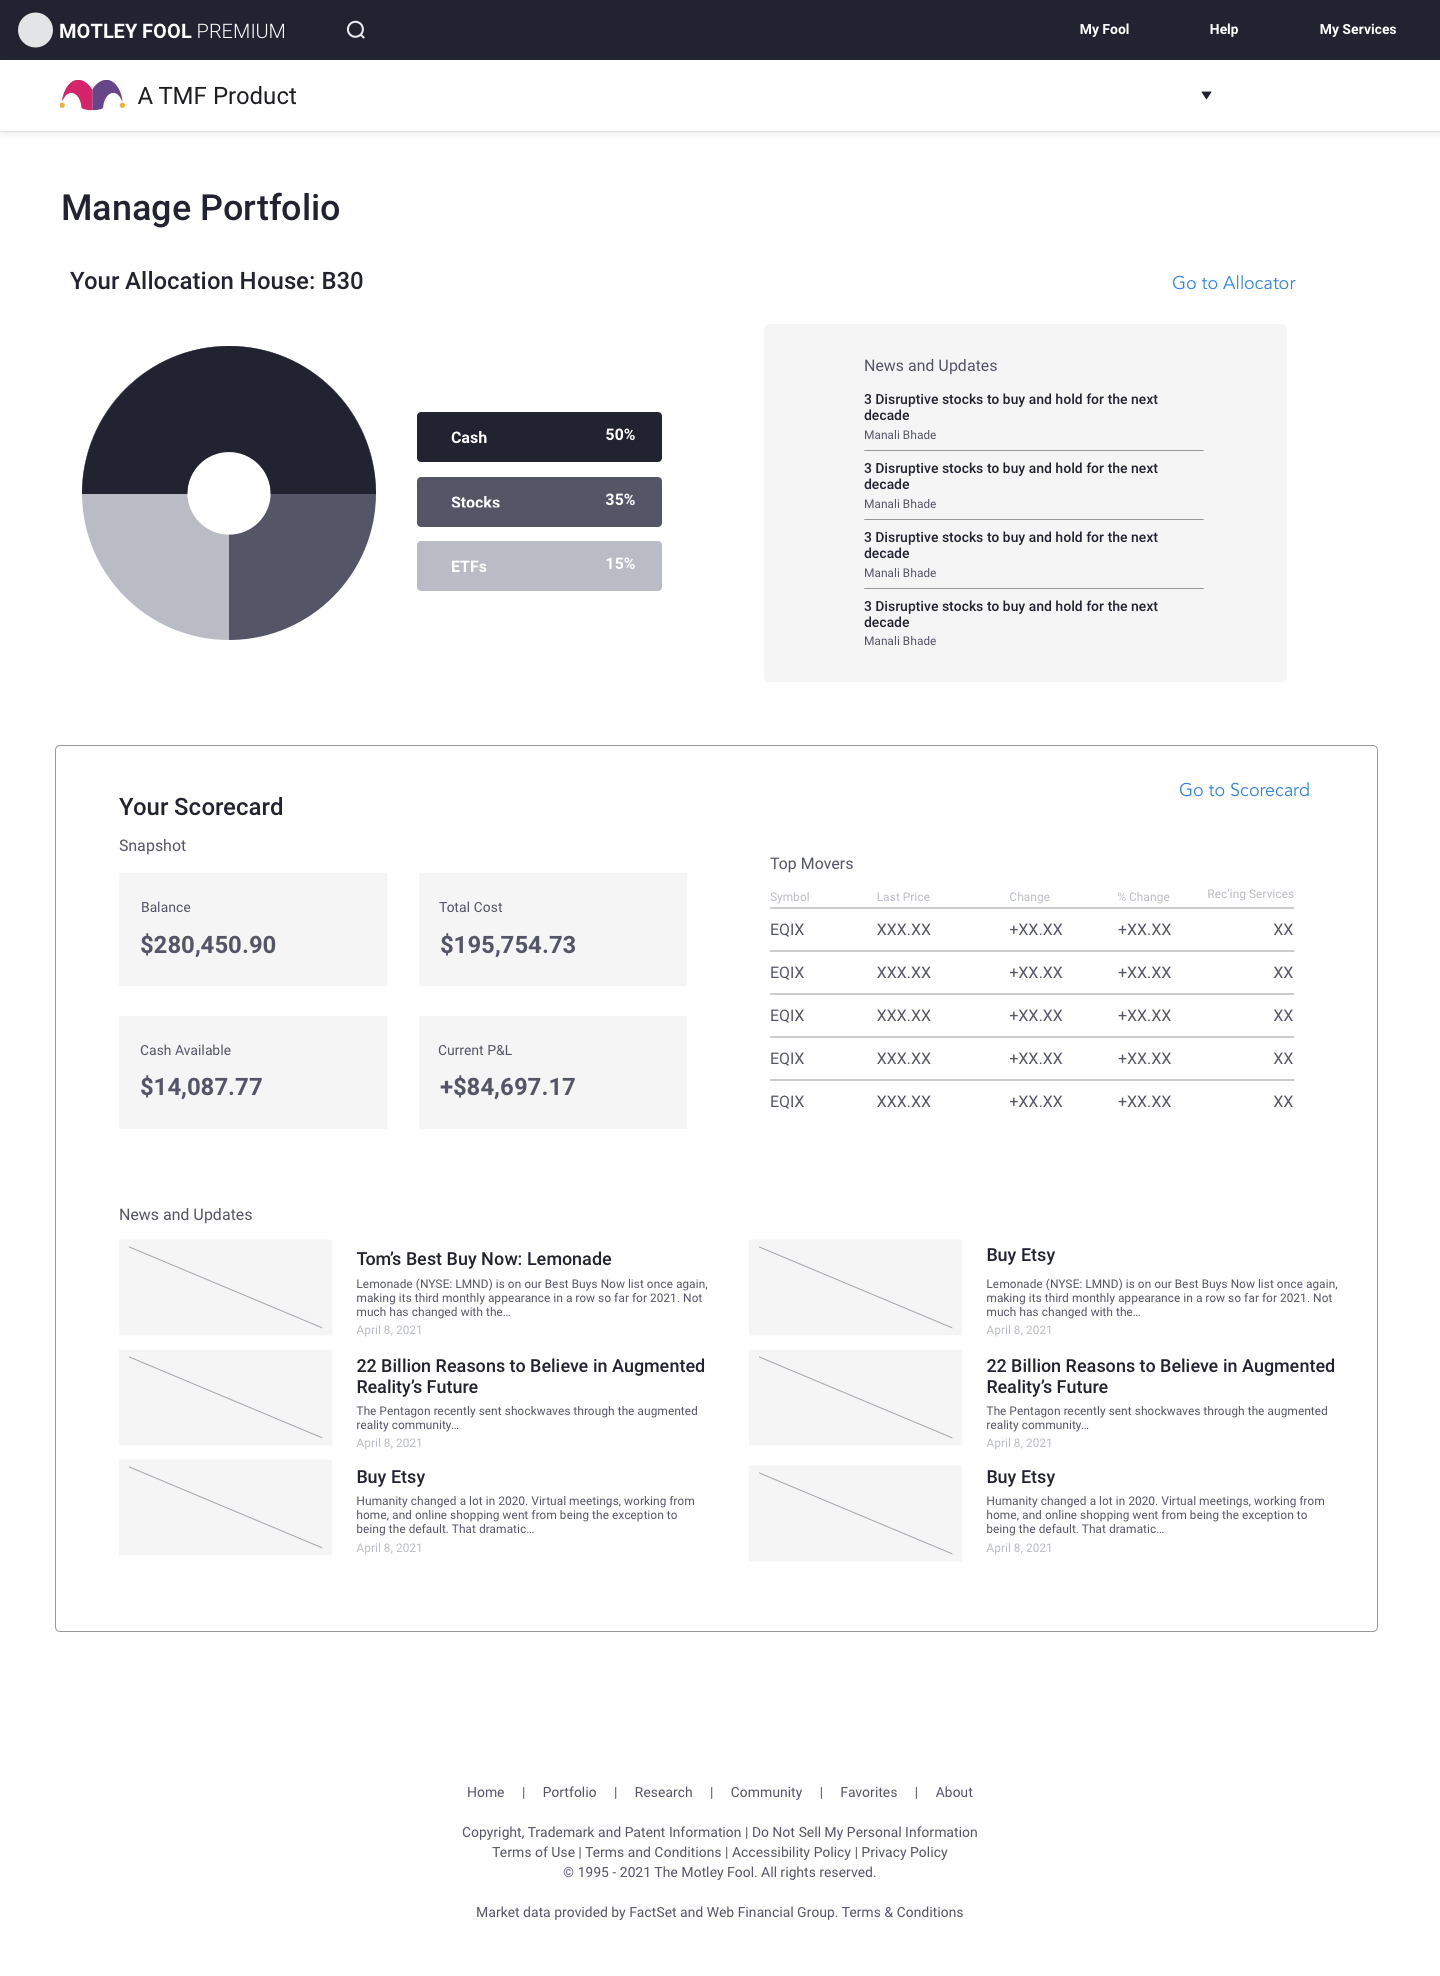 MOTLEY FOOL PREMIUM
My Fool Help My Services
A TMF Product
Manage Portfolio
Your Allocation House: B30
Go to Allocator
Cash 50%
Stocks 35%
ETFs 15%
News and Updates
3 Disruptive stocks to buy and hold for the next
decade
Manali Bhade
3 Disruptive stocks to buy and hold for the next
decade
Manali Bhade
3 Disruptive stocks to buy and hold for the next
decade
Manali Bhade
3 Disruptive stocks to buy and hold for the next
decade
Manali Bhade
Your Scorecard
Go to Scorecard
Snapshot
Balance
$280,450.90
Total Cost
$195,754.73
Cash Available
$14,087.77
Current P&L
+$84,697.17
Top Movers
Symbol Last Price Change % Change Rec'ing Services
EQIX XXX.XX +XX.XX +XX.XX XX
EQIX XXX.XX +XX.XX +XX.XX XX
EQIX XXX.XX +XX.XX +XX.XX XX
EQIX XXX.XX +XX.XX +XX.XX XX
EQIX XXX.XX +XX.XX +XX.XX XX
News and Updates
Tom’s Best Buy Now: Lemonade
Lemonade (NYSE: LMND) is on our Best Buys Now list once again,
making its third monthly appearance in a row so far for 2021. Not
much has changed with the…
April 8, 2021
22 Billion Reasons to Believe in Augmented
Reality’s Future
The Pentagon recently sent shockwaves through the augmented
reality community…
April 8, 2021
Buy Etsy
Humanity changed a lot in 2020. Virtual meetings, working from
home, and online shopping went from being the exception to
being the default. That dramatic…
April 8, 2021
Buy Etsy
Lemonade (NYSE: LMND) is on our Best Buys Now list once again,
making its third monthly appearance in a row so far for 2021. Not
much has changed with the…
April 8, 2021
22 Billion Reasons to Believe in Augmented
Reality’s Future
The Pentagon recently sent shockwaves through the augmented
reality community…
April 8, 2021
Buy Etsy
Humanity changed a lot in 2020. Virtual meetings, working from
home, and online shopping went from being the exception to
being the default. That dramatic…
April 8, 2021
Home | Portfolio | Research | Community | Favorites | About
Copyright, Trademark and Patent Information | Do Not Sell My Personal Information
Terms of Use | Terms and Conditions | Accessibility Policy | Privacy Policy
© 1995 - 2021 The Motley Fool. All rights reserved.
Market data provided by FactSet and Web Financial Group. Terms & Conditions